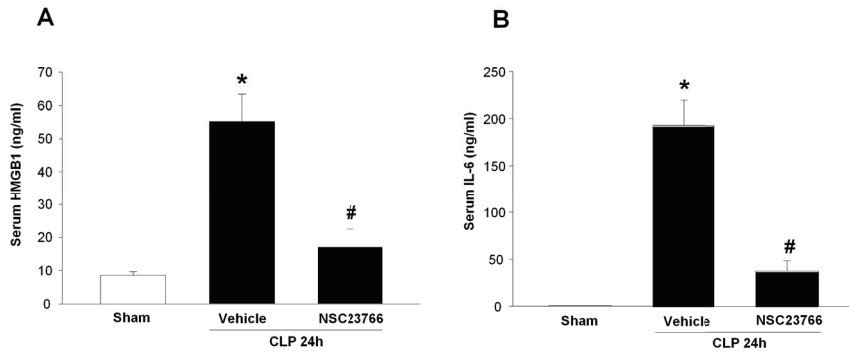 A
Serum HMGB1 (ng/ml)
70
60
50
40
30
20
10
0
*
#
Sham
Vehicle
NSC23766
CLP 24h
B
Serum IL-6 (ng/ml)
250
200
150
100
50
0
*
#
Sham
Vehicle
NSC23766
CLP 24h